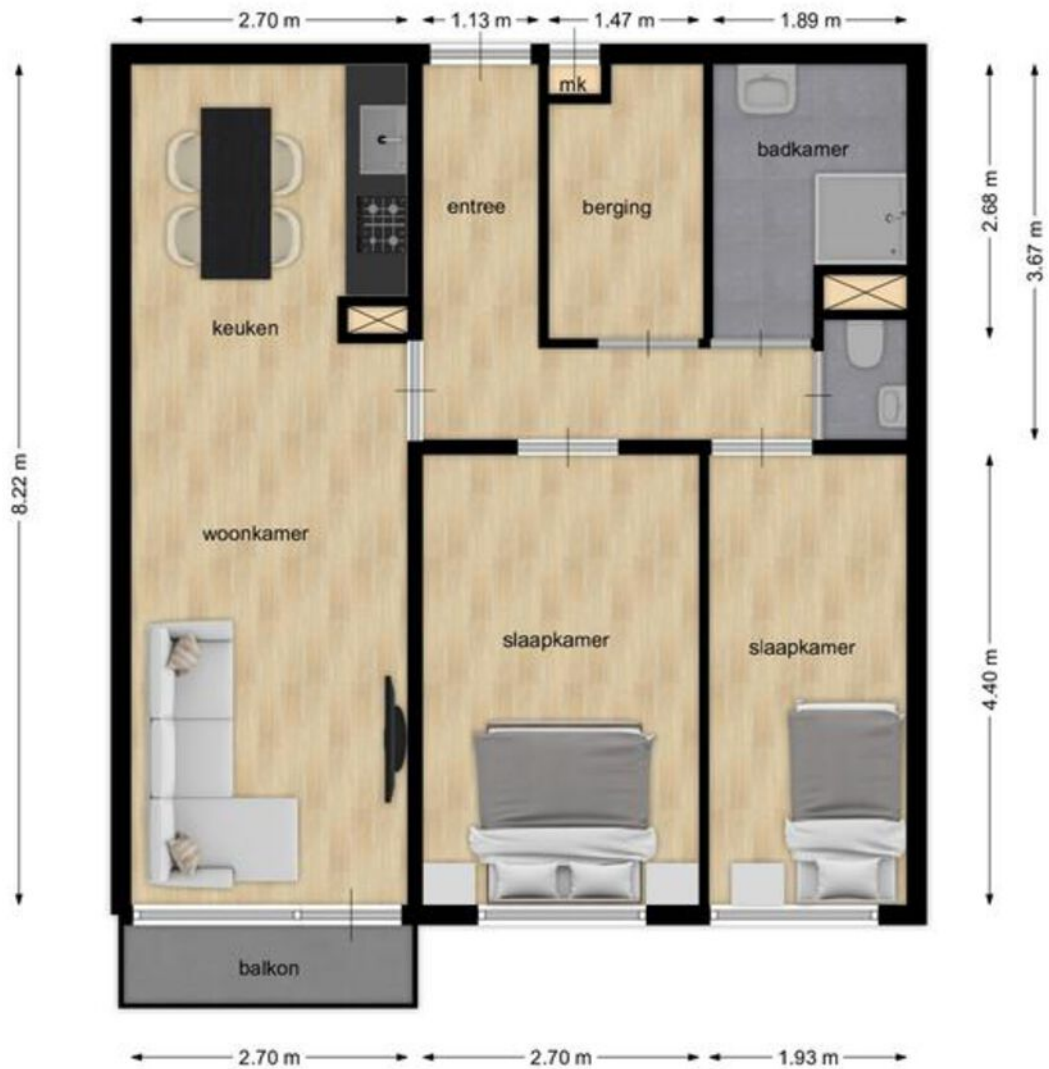 2.70 m
1.13 m
1.47 m
1.89 m
mk
badkamer
entree
berging
2.68 m
3.67 m
keuken
8.22 m
woonkamer
slaapkamer
slaapkamer
4.40 m
balkon
2.70 m
2.70 m
1.93 m